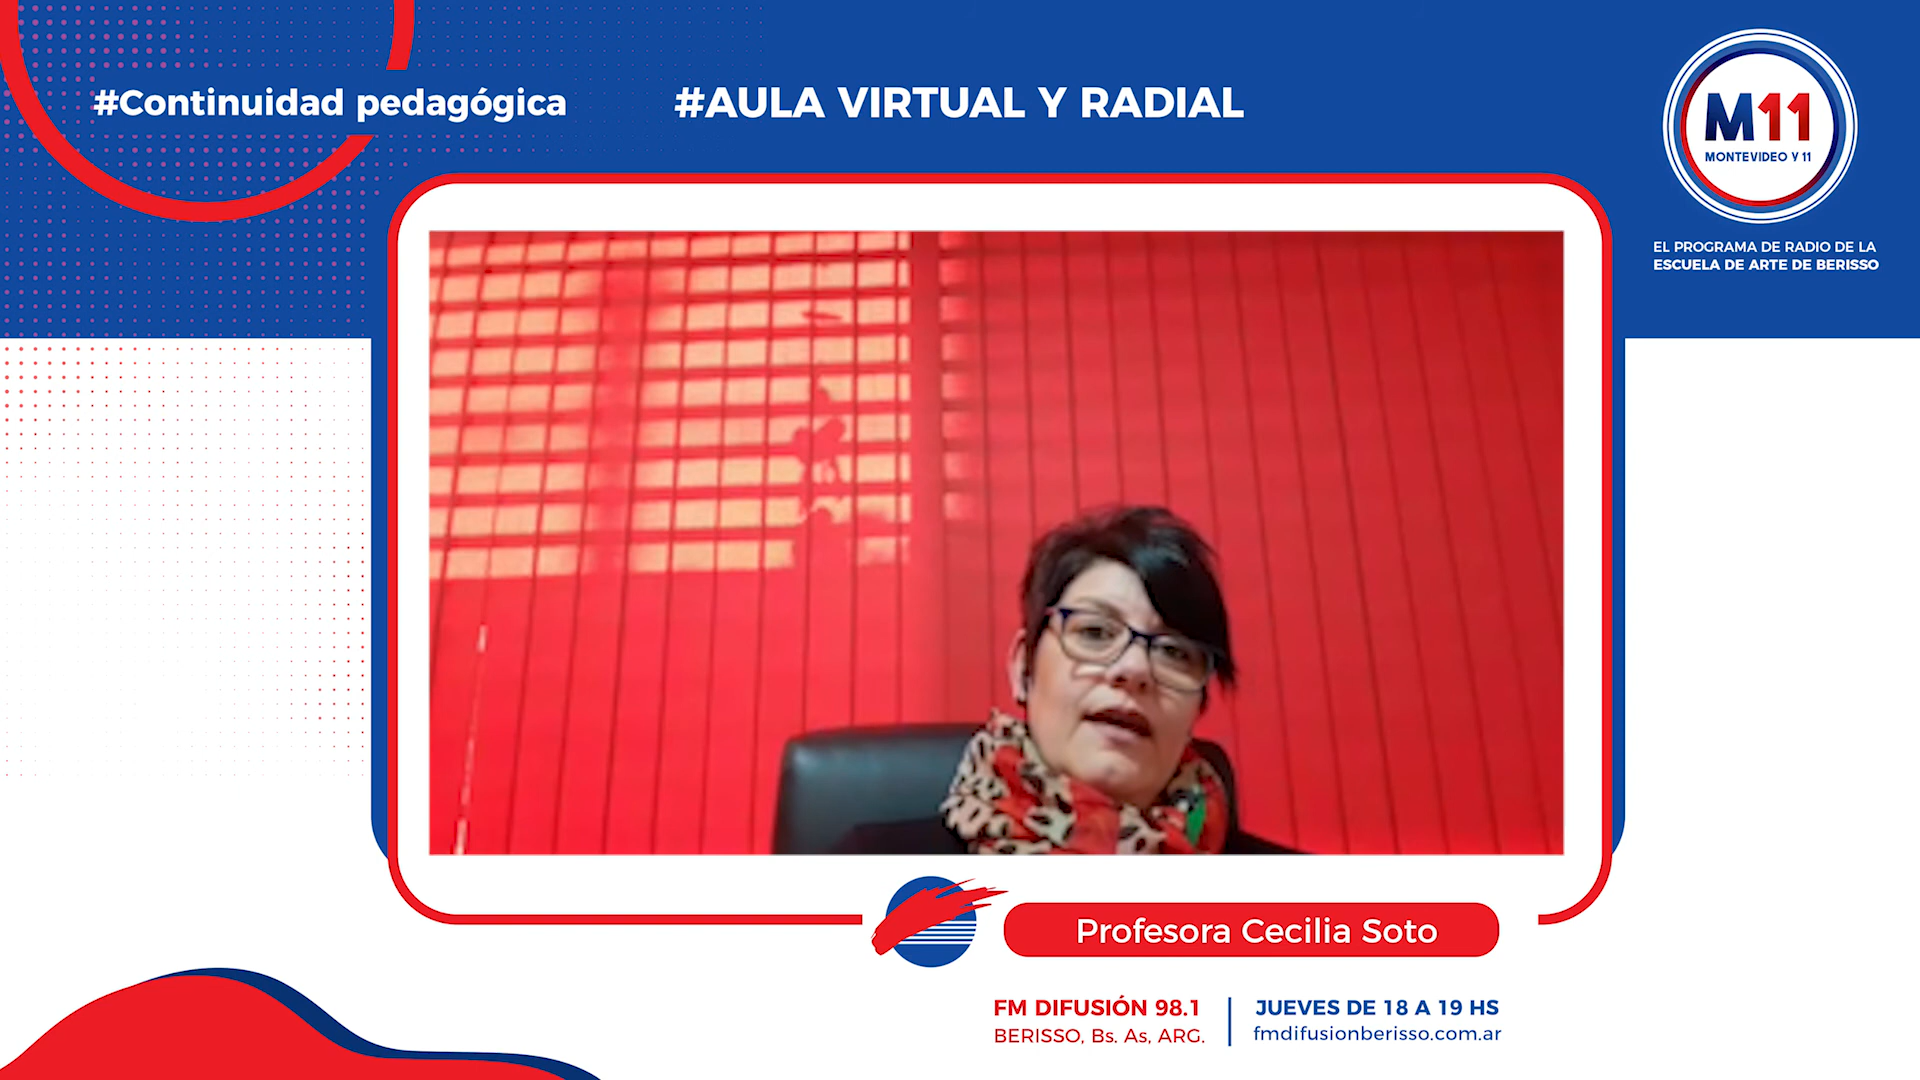 #Continuidad pedagógica
#AULA VIRTUAL Y RADIAL
M11
MONTEVIDEO Y 11
EL PROGRAMA DE RADIO DE LA
ESCUELA DE ARTE DE BERISSO
Profesora Cecilia Soto
FM DIFUSIÓN 98.1
BERISSO, Bs. As, ARG.
JUEVES DE 18 A 19 HS
fmdifusionberisso.com.ar